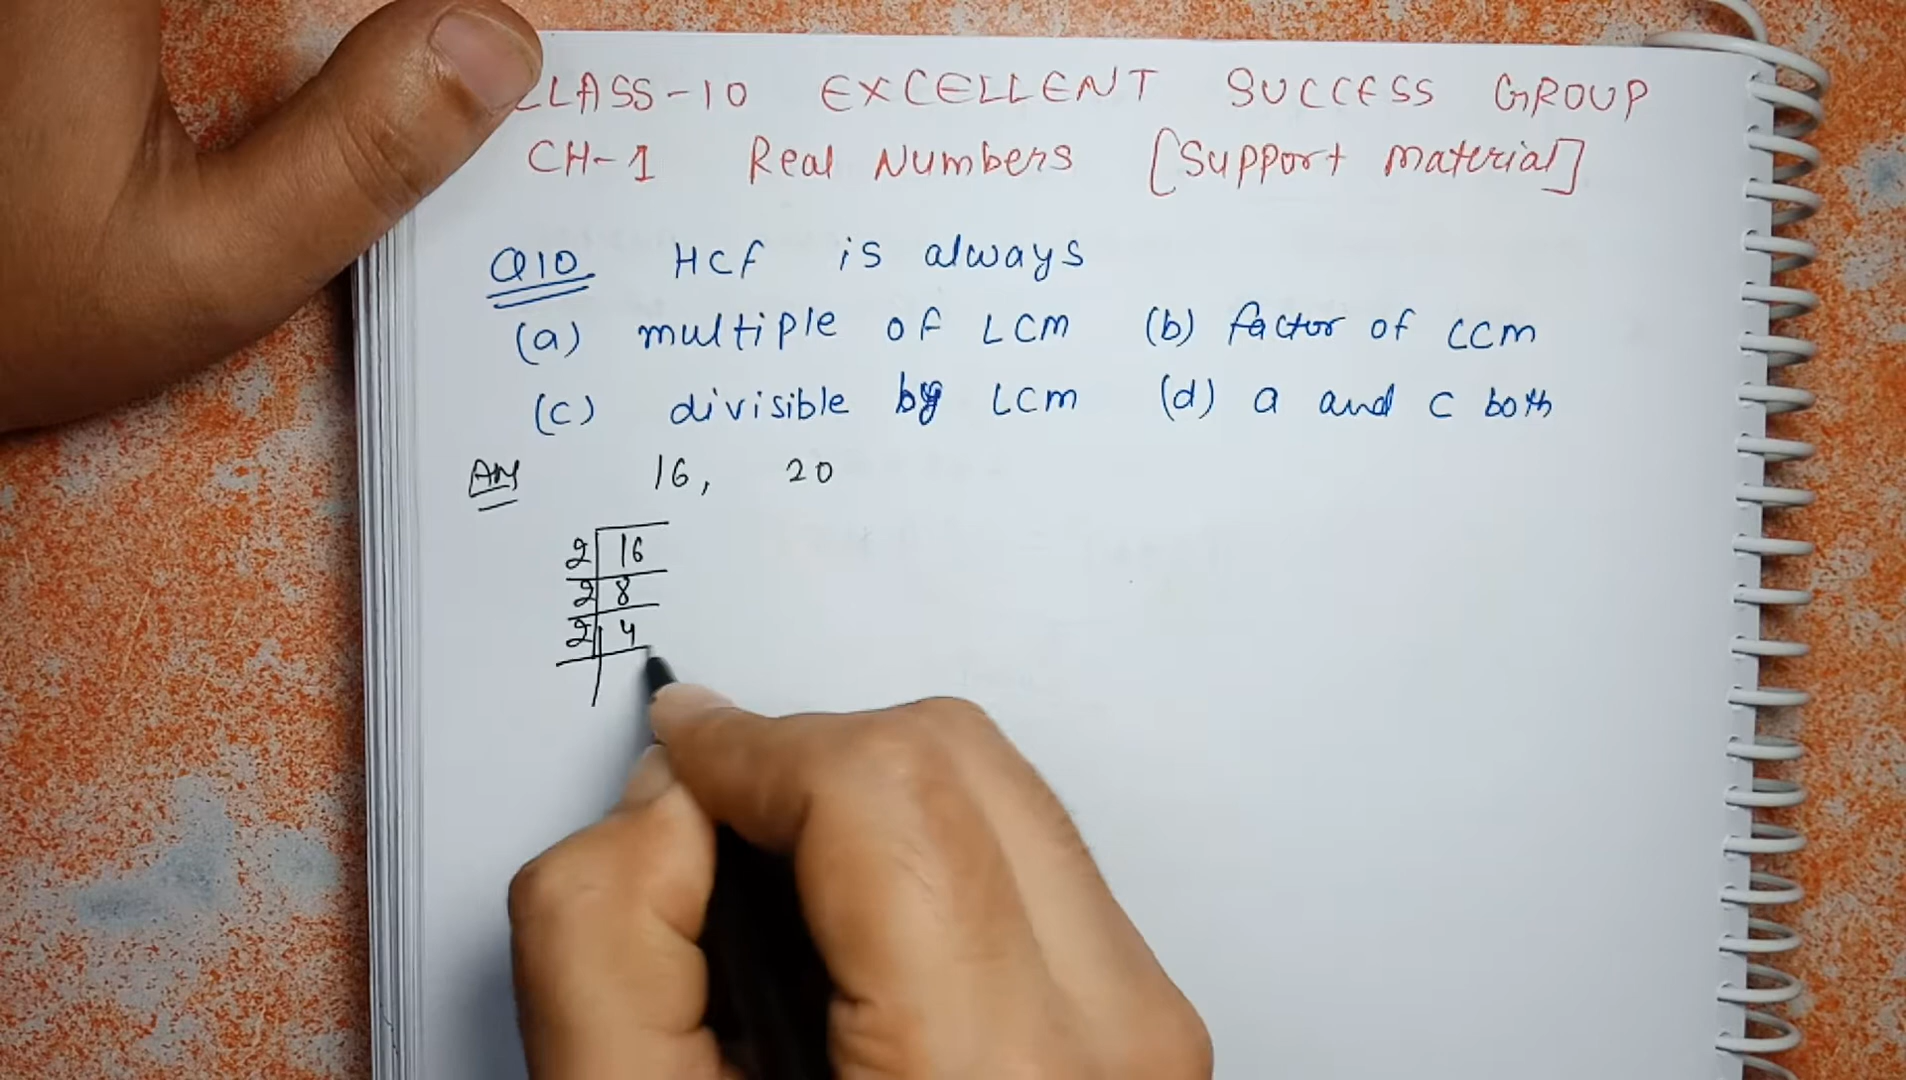 CLASS-10 EXCELLENT SUCCESS GROUP
CH-1 Real Numbers [Support material]
Q10 HCF is always
(a) multiple of LCM (b) factor of LCM
(c) divisible by LCM (d) a and c both
Ans 16, 20
2 16
2 8
2 4